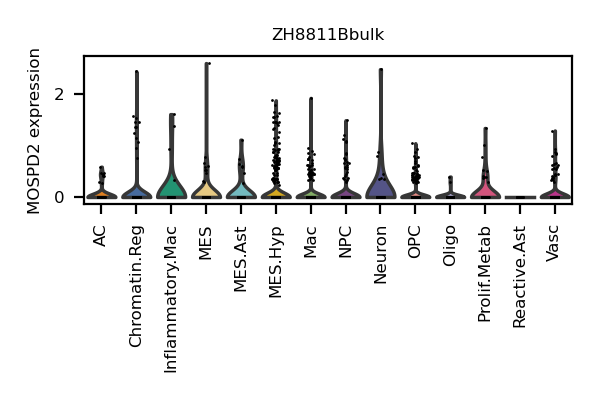 ZH8811Bbulk
MOSPD2 expression
2
0
AC
Chromatin.Reg
Inflammatory.Mac
MES
MES.Ast
MES.Hyp
Mac
NPC
Neuron
OPC
Oligo
Prolif.Metab
Reactive.Ast
Vasc